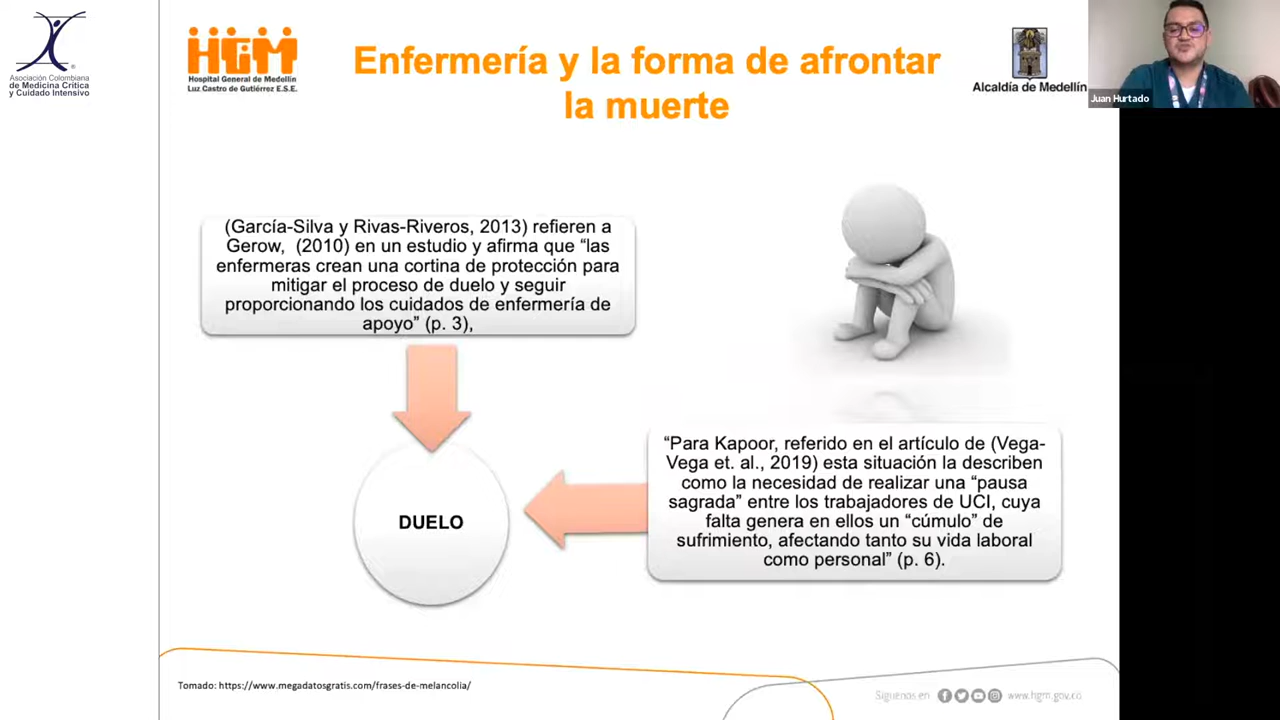 Asociación Colombiana
de Medicina Crítica
y Cuidado Intensivo
HGM
Hospital General de Medellín
Luz Castro de Gutiérrez E.S.E.
Enfermería y la forma de afrontar
la muerte
Alcaldía de Medellín
Juan Hurtado
(García-Silva y Rivas-Riveros, 2013) refieren a
Gerow, (2010) en un estudio y afirma que “las
enfermeras crean una cortina de protección para
mitigar el proceso de duelo y seguir
proporcionando los cuidados de enfermería de
apoyo” (p. 3),
“Para Kapoor, referido en el artículo de (Vega-
Vega et. al., 2019) esta situación la describen
como la necesidad de realizar una “pausa
sagrada” entre los trabajadores de UCI, cuya
falta genera en ellos un “cúmulo” de
sufrimiento, afectando tanto su vida laboral
como personal” (p. 6).
DUELO
Tomado: https://www.megadatosgratis.com/frases-de-melancolia/
Síguenos en
www.hgm.gov.co